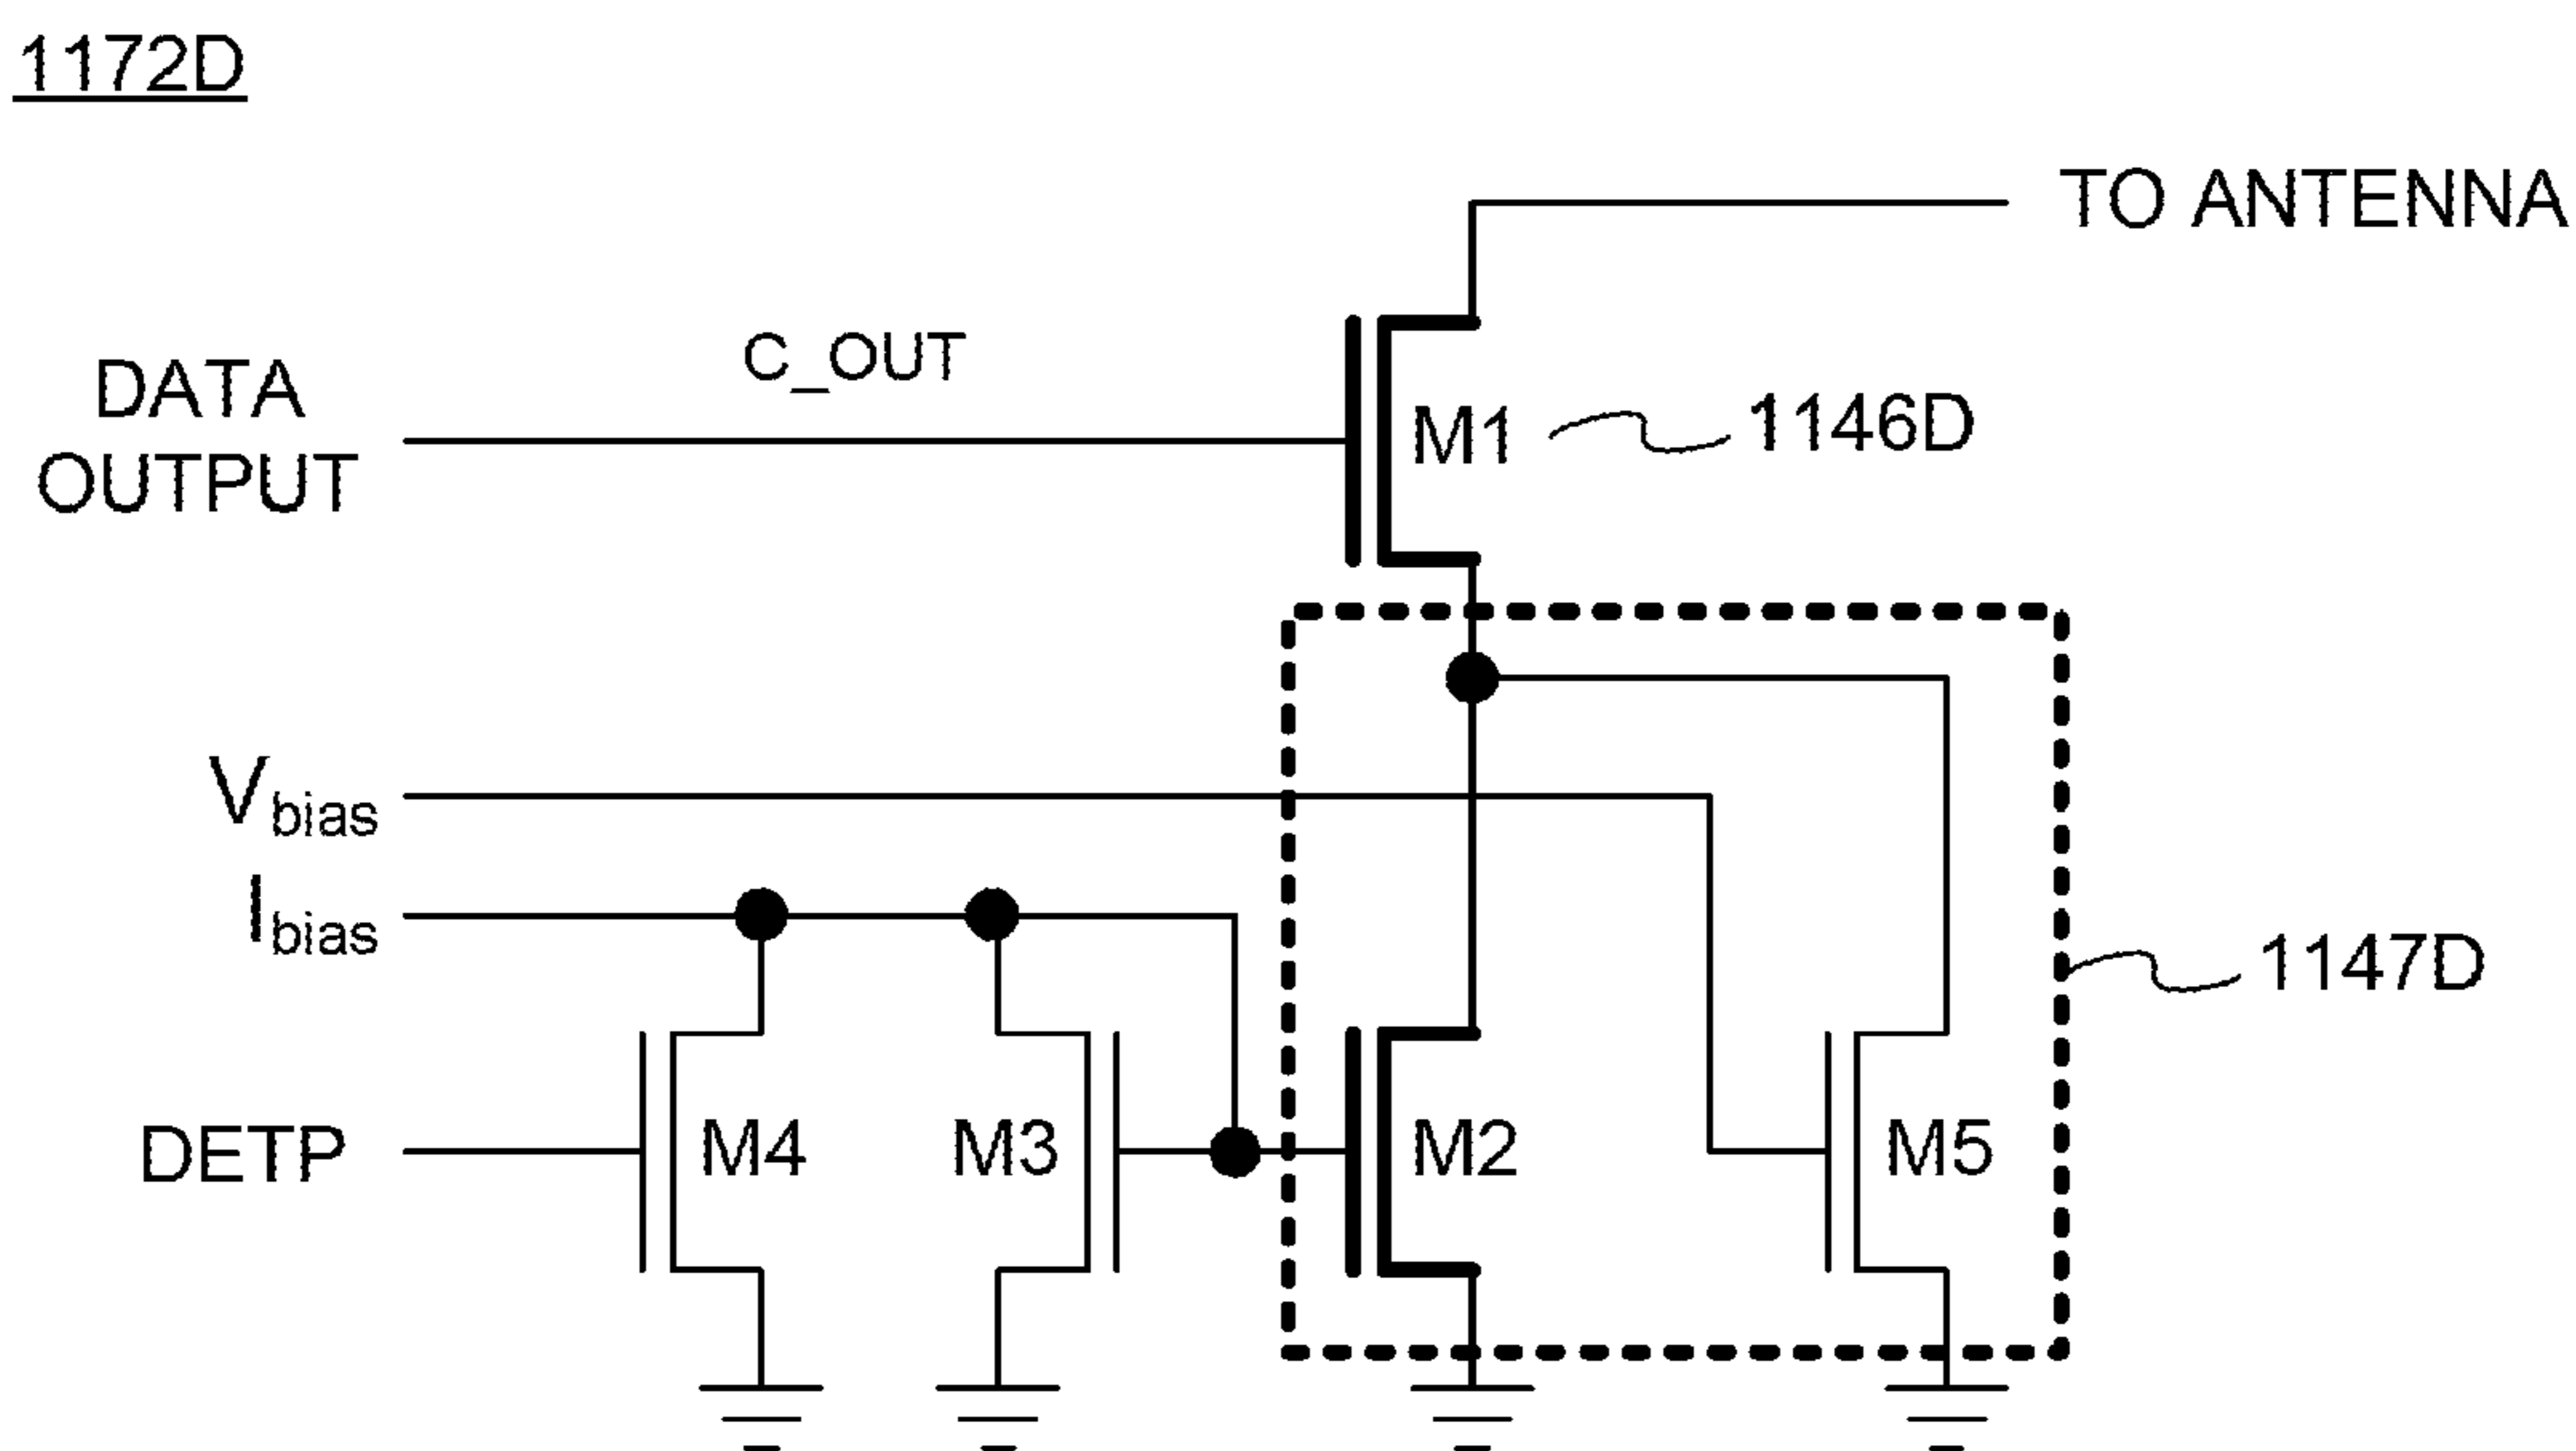 1172D
TO ANTENNA
C_OUT
DATA
OUTPUT
M1
1146D
Vbias
Ibias
1147D
DETP
M4
M3
M2
M5